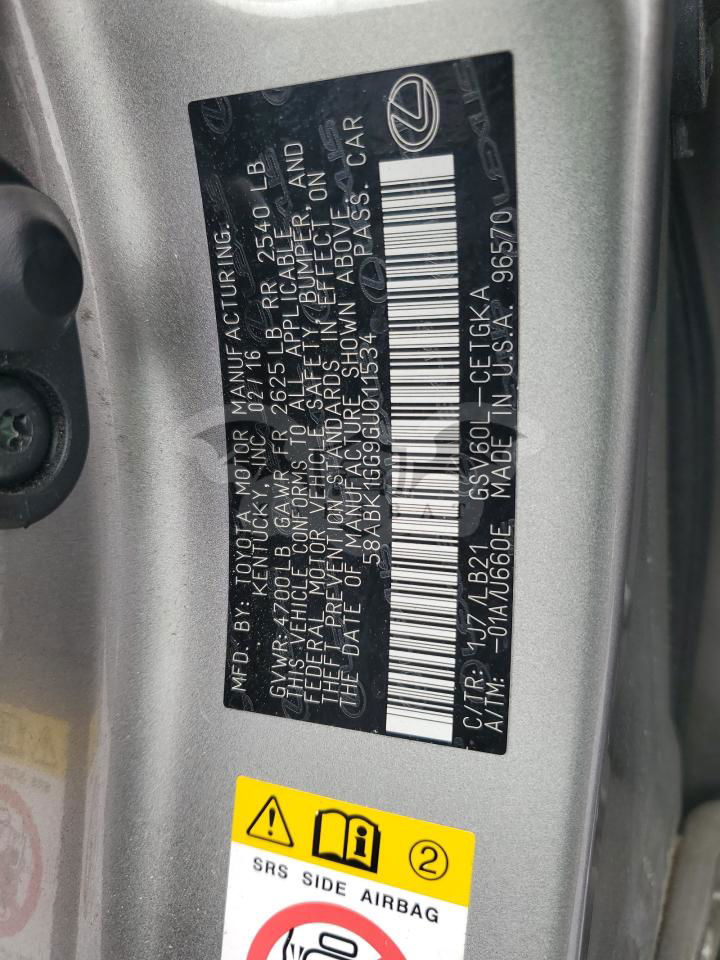 MFD. BY: TOYOTA MOTOR MANUFACTURING,
KENTUCKY, INC. 02/16
GVWR: 4700 LB GAWR FR 2625 LB RR 2540 LB
THIS VEHICLE CONFORMS TO ALL APPLICABLE
FEDERAL MOTOR VEHICLE SAFETY, BUMPER, AND
THEFT PREVENTION STANDARDS IN EFFECT ON
THE DATE OF MANUFACTURE SHOWN ABOVE.
58ABK1GG9GU011534 PASS. CAR
C/TR: 1J7 /LB21 GSV60L-CETGKA
A/TM: -01A/U660E MADE IN U.S.A. 96570
2
SRS SIDE AIRBAG